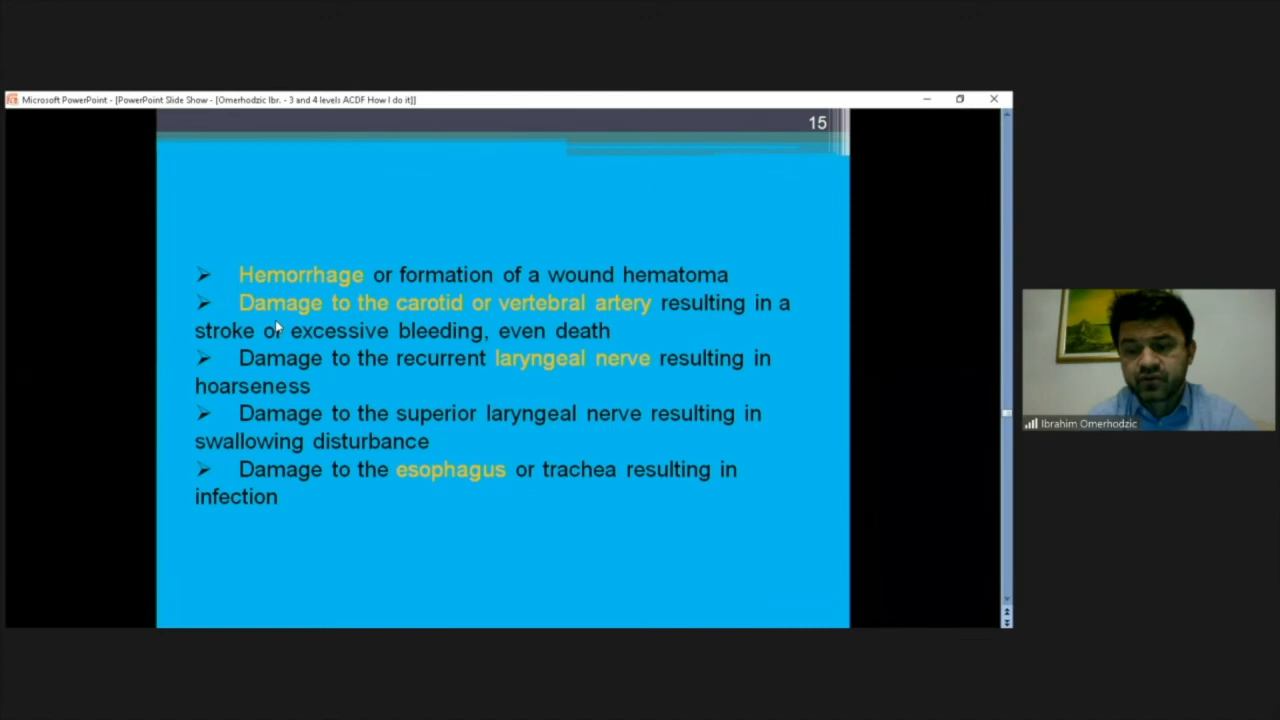 Microsoft PowerPoint - [PowerPoint Slide Show - [Omerhodzic Ibr. - 3 and 4 levels ACDF How I do it]]
15
➢ Hemorrhage or formation of a wound hematoma
➢ Damage to the carotid or vertebral artery resulting in a
stroke or excessive bleeding, even death
➢ Damage to the recurrent laryngeal nerve resulting in
hoarseness
➢ Damage to the superior laryngeal nerve resulting in
swallowing disturbance
➢ Damage to the esophagus or trachea resulting in
infection
Ibrahim Omerhodzic